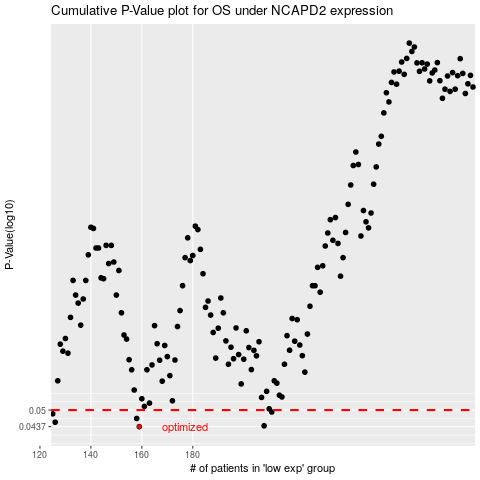 Cumulative P-Value plot for OS under NCAPD2 expression
P-Value(log10)
0.05
0.0437
optimized
120 140 160 180
# of patients in 'low exp' group